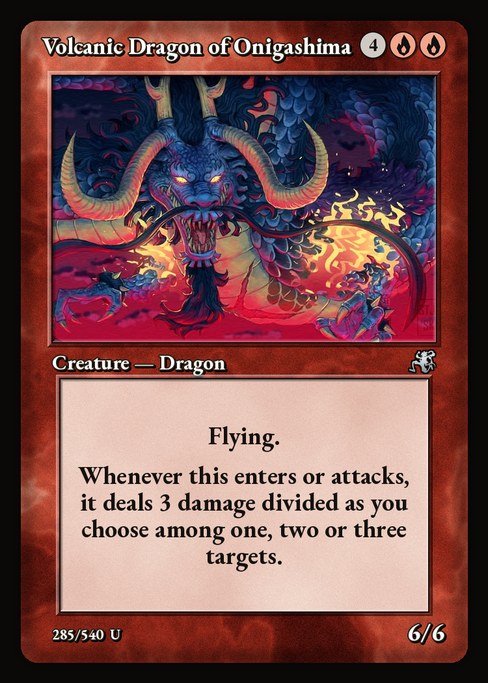 Volcanic Dragon of Onigashima 4
Creature — Dragon
Flying.
Whenever this enters or attacks,
it deals 3 damage divided as you
choose among one, two or three
targets.
285/540 U
6/6